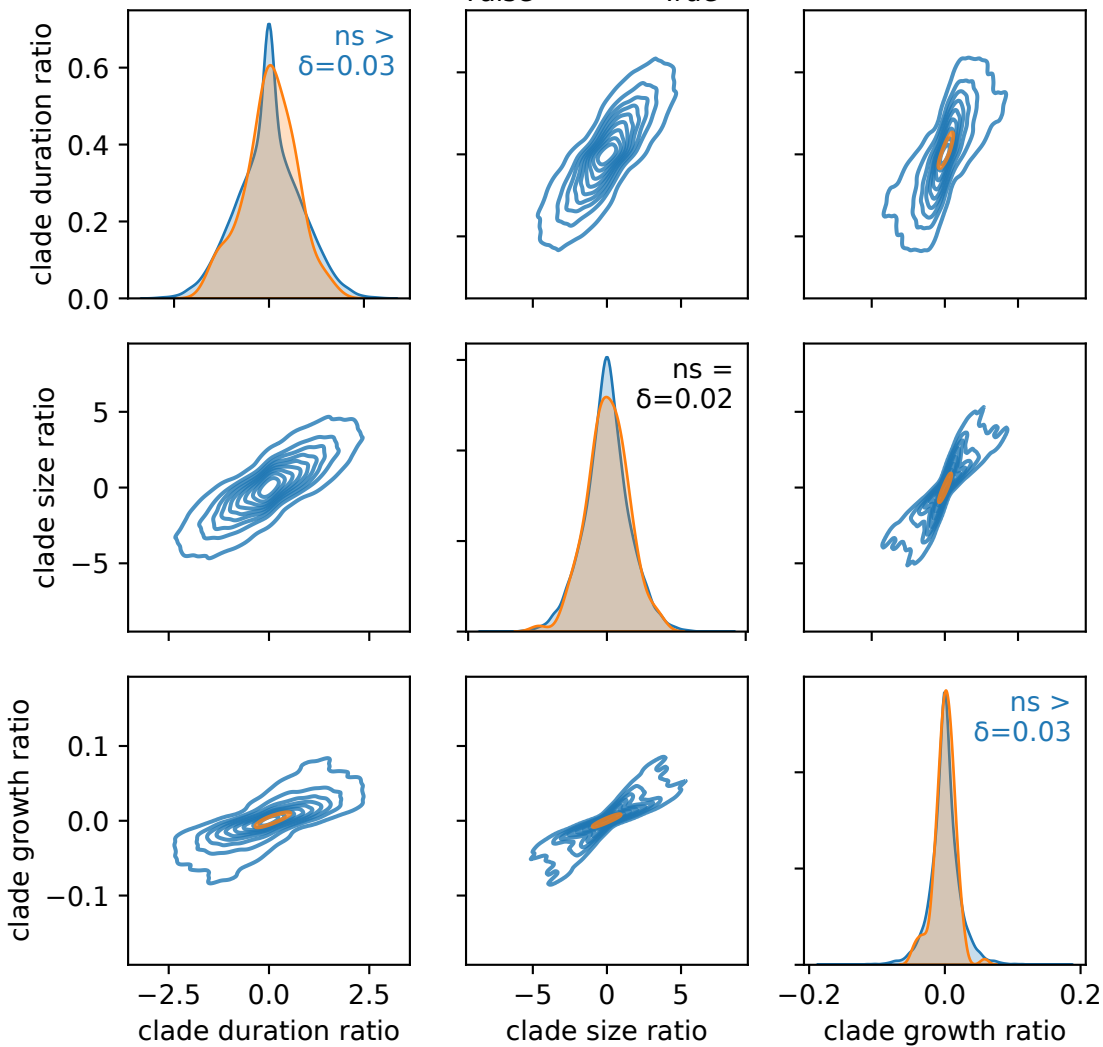 clade duration ratio
0.6
0.4
0.2
0.0
ns >
δ=0.03
clade size ratio
5
0
−5
ns =
δ=0.02
clade growth ratio
0.1
0.0
−0.1
ns >
δ=0.03
−2.5 0.0 2.5
−5 0 5
−0.2 0.0 0.2
clade duration ratio
clade size ratio
clade growth ratio